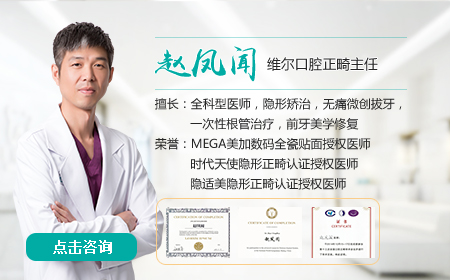 赵凤闻 维尔口腔正畸主任
擅长：全科型医师，隐形矫治，无痛微创拔牙，
一次性根管治疗，前牙美学修复
荣誉：MEGA美加数码全瓷贴面授权医师
时代天使隐形正畸认证授权医师
隐适美隐形正畸认证授权医师
点击咨询